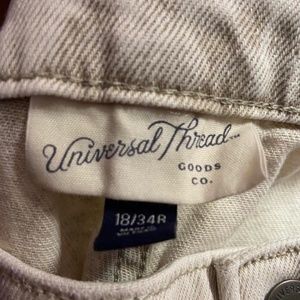 Universal Thread
GOODS
CO.
18/34R